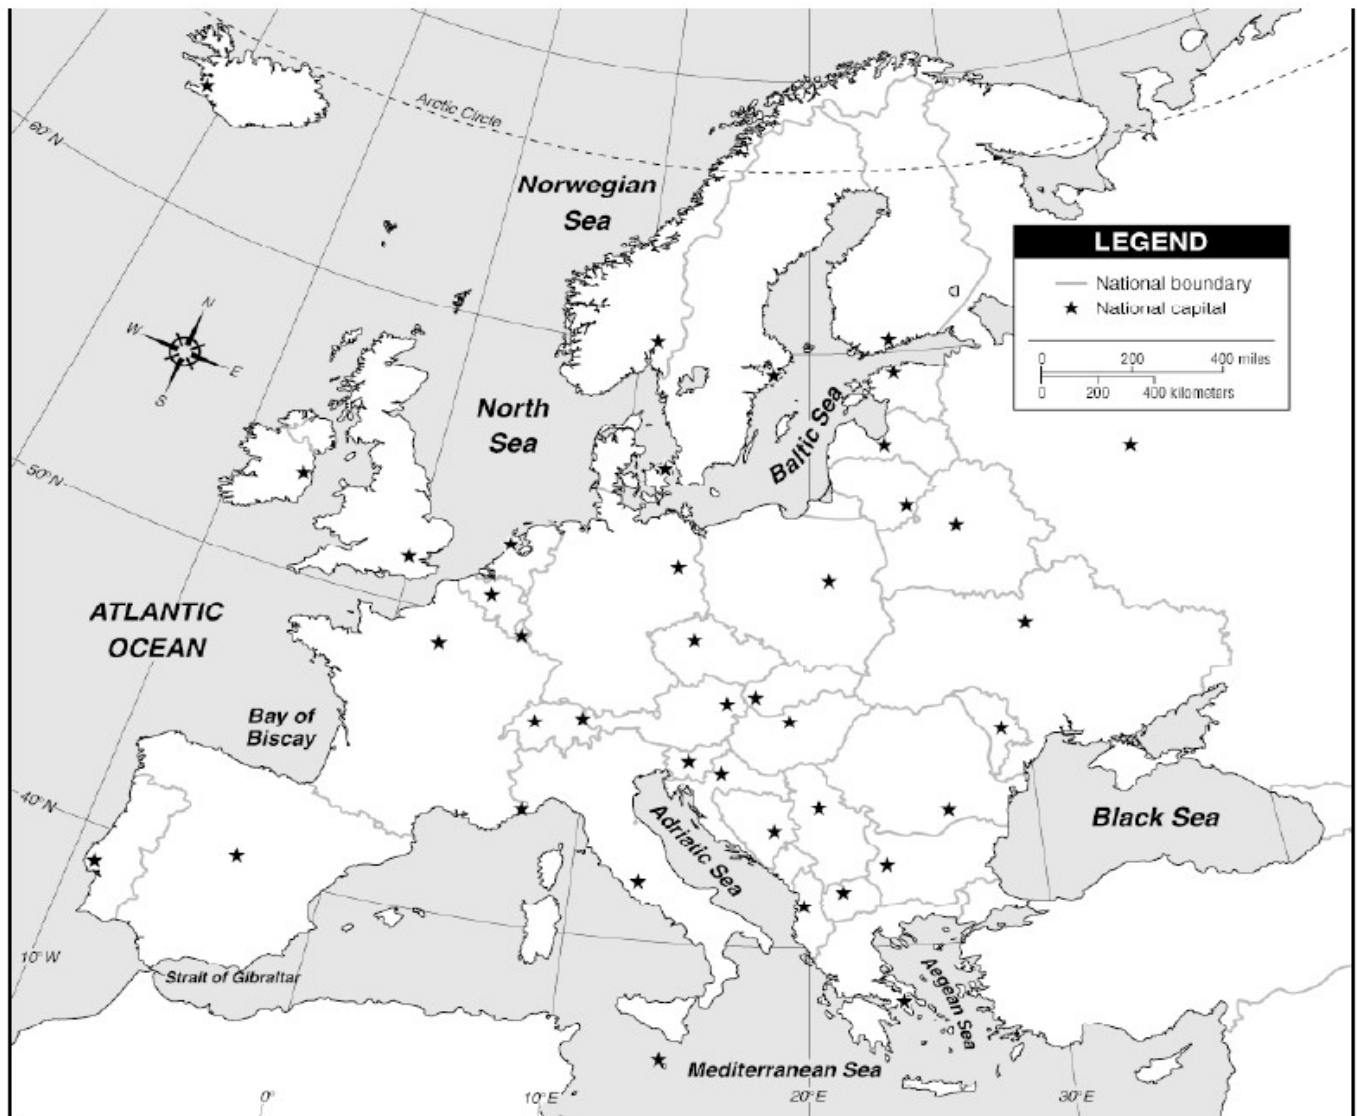 Arctic Circle
60°N
Norwegian
Sea
LEGEND
National boundary
National capital
0 200 400 miles
0 200 400 kilometers
N
W
E
S
North
Sea
Baltic Sea
50°N
ATLANTIC
OCEAN
Bay of
Biscay
40°N
Adriatic Sea
Black Sea
10°W
Strait of Gibraltar
Aegean Sea
Mediterranean Sea
0°
10°E
20°E
30°E